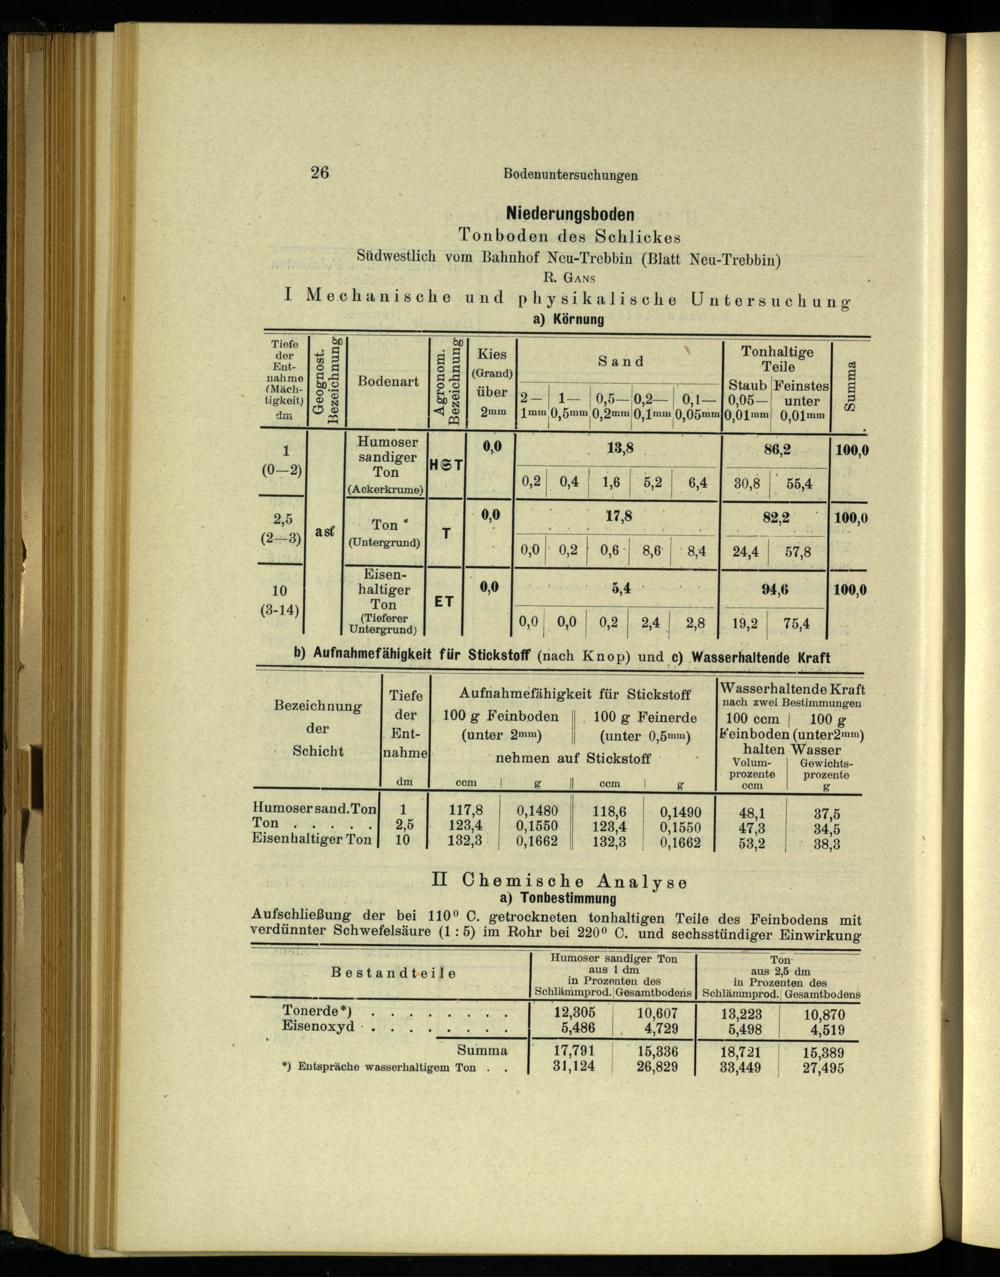 26 Bodenuntersuchungen
Niederungsboden
Tonboden des Schlickes
Südwestlich vom Bahnhof Neu-Trebbin (Blatt Neu-Trebbin)
R. Gans
I Mechanische und physikalische Untersuchung
a) Körnung
Tiefe der Entnahme (Mächtigkeit) dm | Geognost. Bezeichnung | Bodenart | Agronom. Bezeichnung | Kies (Grand) über 2mm | Sand | Tonhaltige Teile | Summa
2—1mm | 1—0,5mm | 0,5—0,2mm | 0,2—0,1mm | 0,1—0,05mm | Staub 0,05—0,01mm | Feinstes unter 0,01mm
1 (0—2) | Humoser sandiger Ton (Ackerkrume) | HST | 0,0 | 13,8 | 86,2 | 100,0
0,2 | 0,4 | 1,6 | 5,2 | 6,4 | 30,8 | 55,4
2,5 (2—3) | asf | Ton (Untergrund) | T | 0,0 | 17,8 | 82,2 | 100,0
0,0 | 0,2 | 0,6 | 8,6 | 8,4 | 24,4 | 57,8
10 (3-14) | Eisenhaltiger Ton (Tieferer Untergrund) | ET | 0,0 | 5,4 | 94,6 | 100,0
0,0 | 0,0 | 0,2 | 2,4 | 2,8 | 19,2 | 75,4
b) Aufnahmefähigkeit für Stickstoff (nach Knop) und c) Wasserhaltende Kraft
Bezeichnung der Schicht | Tiefe der Entnahme dm | Aufnahmefähigkeit für Stickstoff | Wasserhaltende Kraft nach zwei Bestimmungen
100 g Feinboden (unter 2mm) | 100 g Feinerde (unter 0,5mm) | 100 ccm | 100 g Feinboden (unter 2mm)
nehmen auf Stickstoff | halten Wasser
ccm | g | ccm | g | Volumprozente ccm | Gewichtsprozente g
Humoser sand. Ton | 1 | 117,8 | 0,1480 | 118,6 | 0,1490 | 48,1 | 37,5
Ton . . . . . | 2,5 | 123,4 | 0,1550 | 123,4 | 0,1550 | 47,3 | 34,5
Eisenhaltiger Ton | 10 | 132,3 | 0,1662 | 132,3 | 0,1662 | 53,2 | 38,3
II Chemische Analyse
a) Tonbestimmung
Aufschließung der bei 110° C. getrockneten tonhaltigen Teile des Feinbodens mit
verdünnter Schwefelsäure (1:5) im Rohr bei 220° C. und sechsstündiger Einwirkung
Bestandteile | Humoser sandiger Ton aus 1 dm in Prozenten des | Ton aus 2,5 dm in Prozenten des
Schlämmprod. | Gesamtbodens | Schlämmprod. | Gesamtbodens
Tonerde*) . . . . . . . . | 12,305 | 10,607 | 13,223 | 10,870
Eisenoxyd . . . . . . . . | 5,486 | 4,729 | 5,498 | 4,519
Summa | 17,791 | 15,336 | 18,721 | 15,389
*) Entspräche wasserhaltigem Ton . . | 31,124 | 26,829 | 33,449 | 27,495